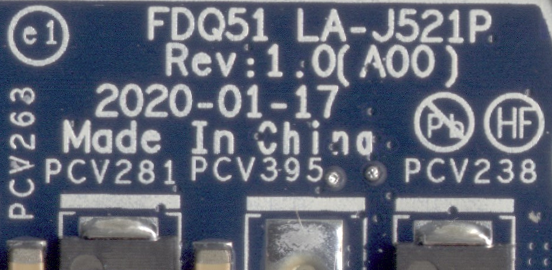 e1
FDQ51 LA-J521P
Rev:1.0(A00)
2020-01-17
Made In China
Pb HF
PCV263
PCV281 PCV395 PCV238